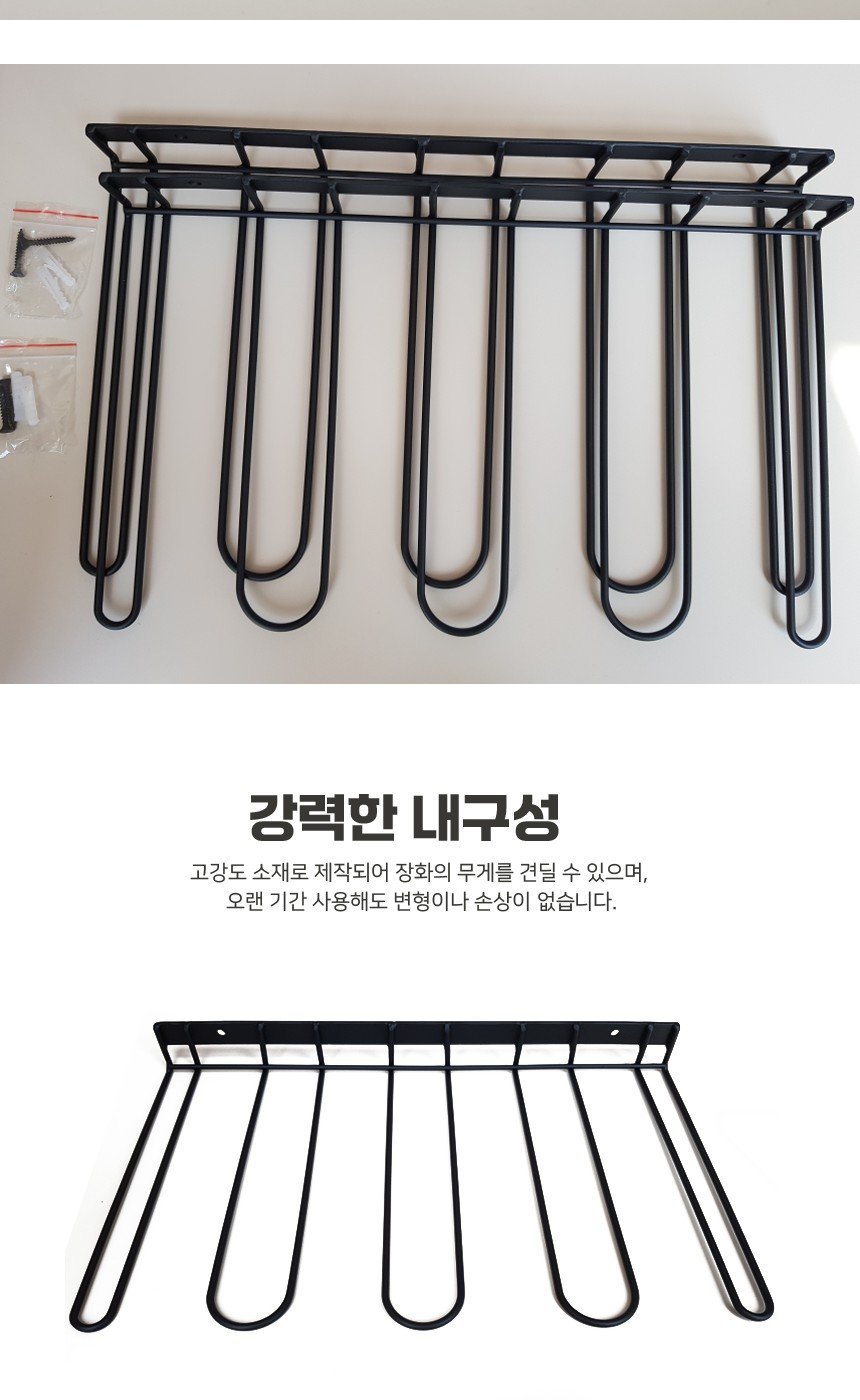 강력한 내구성
고강도 소재로 제작되어 장화의 무게를 견딜 수 있으며,
오랜 기간 사용해도 변형이나 손상이 없습니다.